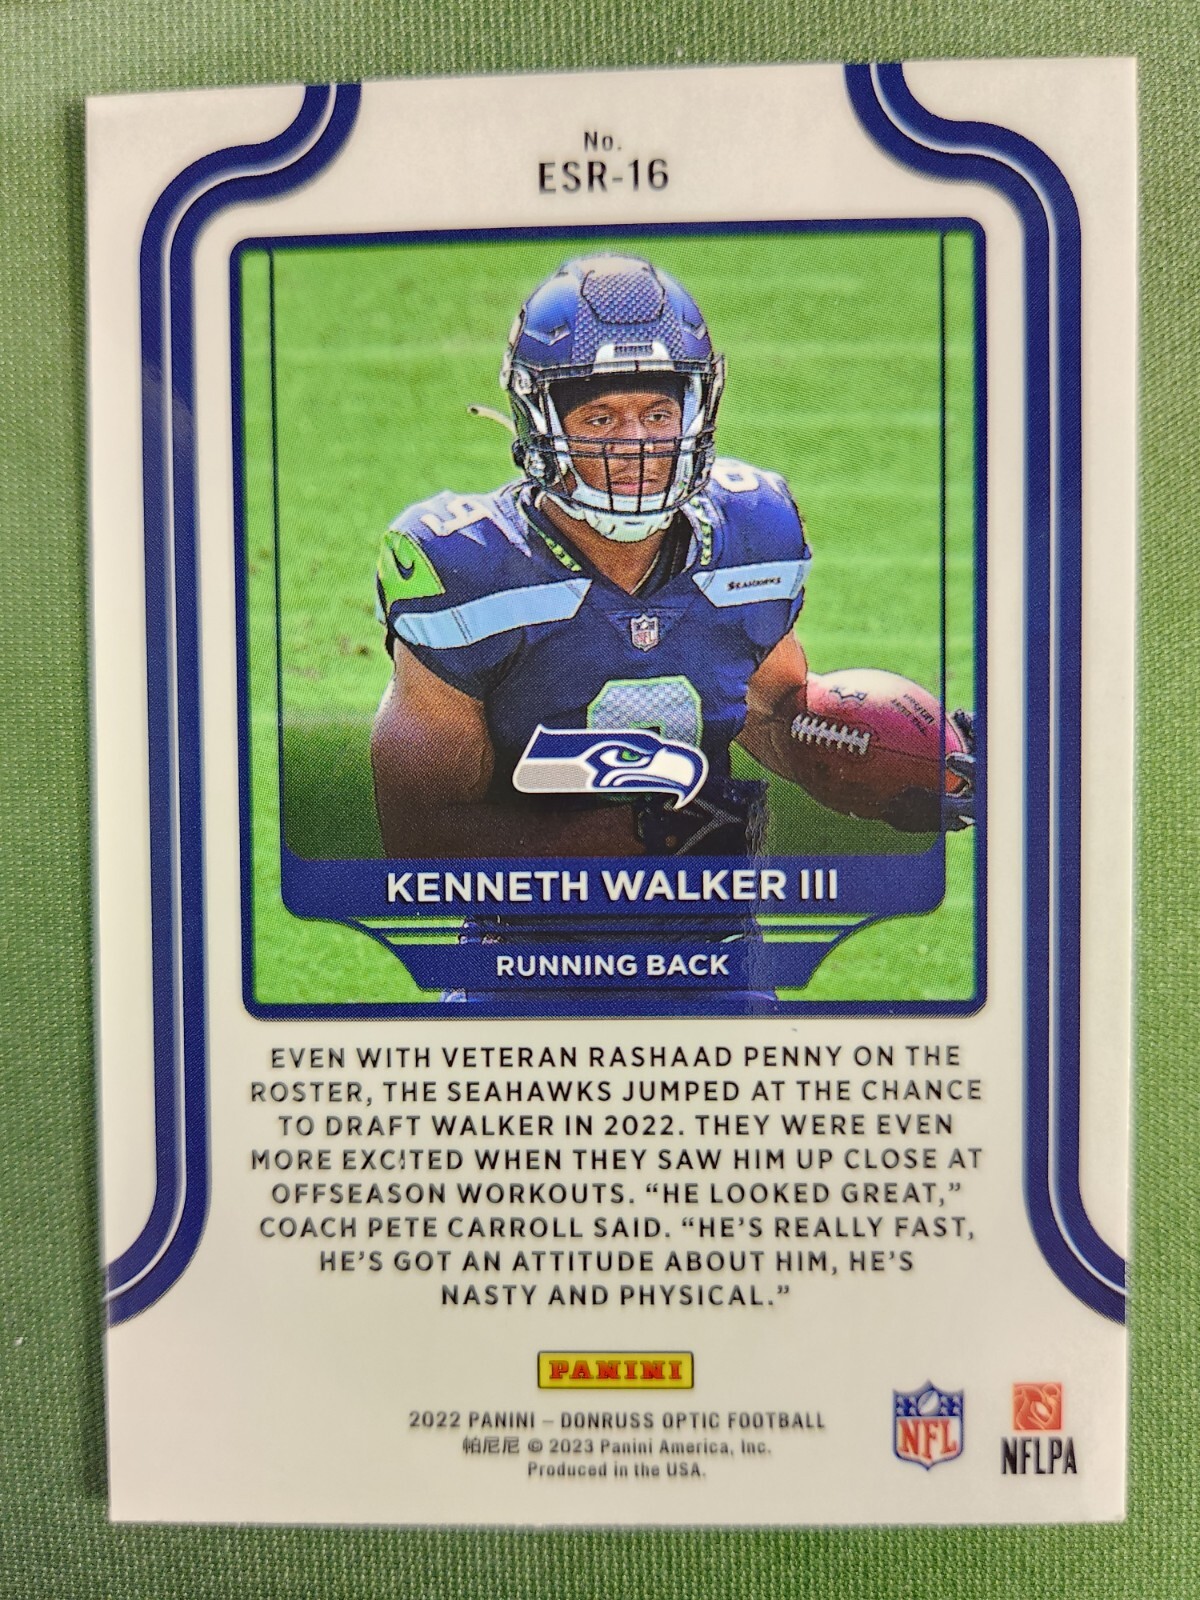 No.
ESR-16
SEAHAWKS
NFL
KENNETH WALKER III
RUNNING BACK
EVEN WITH VETERAN RASHAAD PENNY ON THE
ROSTER, THE SEAHAWKS JUMPED AT THE CHANCE
TO DRAFT WALKER IN 2022. THEY WERE EVEN
MORE EXCITED WHEN THEY SAW HIM UP CLOSE AT
OFFSEASON WORKOUTS. “HE LOOKED GREAT,”
COACH PETE CARROLL SAID. “HE’S REALLY FAST,
HE’S GOT AN ATTITUDE ABOUT HIM, HE’S
NASTY AND PHYSICAL.”
PANINI
2022 PANINI – DONRUSS OPTIC FOOTBALL
帕尼尼 © 2023 Panini America, Inc.
Produced in the USA.
NFL
NFLPA